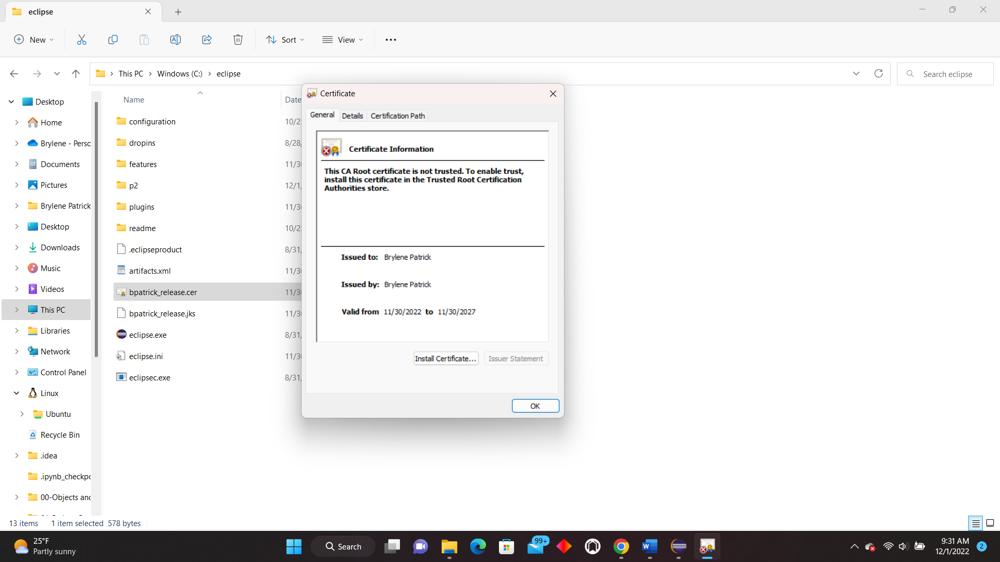 eclipse
New
Sort
View
This PC
Windows (C:)
eclipse
Search eclipse
Desktop
Home
Brylene - Perso
Documents
Pictures
Brylene Patrick
Desktop
Downloads
Music
Videos
This PC
Libraries
Network
Control Panel
Linux
Ubuntu
Recycle Bin
.idea
.ipynb_checkpo
00-Objects and
Name
Date
configuration
10/2
dropins
8/28,
features
11/3
p2
12/1,
plugins
11/3
readme
10/2
.eclipseproduct
8/31,
artifacts.xml
11/3
bpatrick_release.cer
11/3
bpatrick_release.jks
11/3
eclipse.exe
8/31,
eclipse.ini
11/3
eclipsec.exe
8/31,
Certificate
General
Details
Certification Path
Certificate Information
This CA Root certificate is not trusted. To enable trust,
install this certificate in the Trusted Root Certification
Authorities store.
Issued to: Brylene Patrick
Issued by: Brylene Patrick
Valid from 11/30/2022 to 11/30/2027
Install Certificate...
Issuer Statement
OK
13 items
1 item selected 578 bytes
25°F
Partly sunny
Search
99+
W
9:31 AM
12/1/2022
2